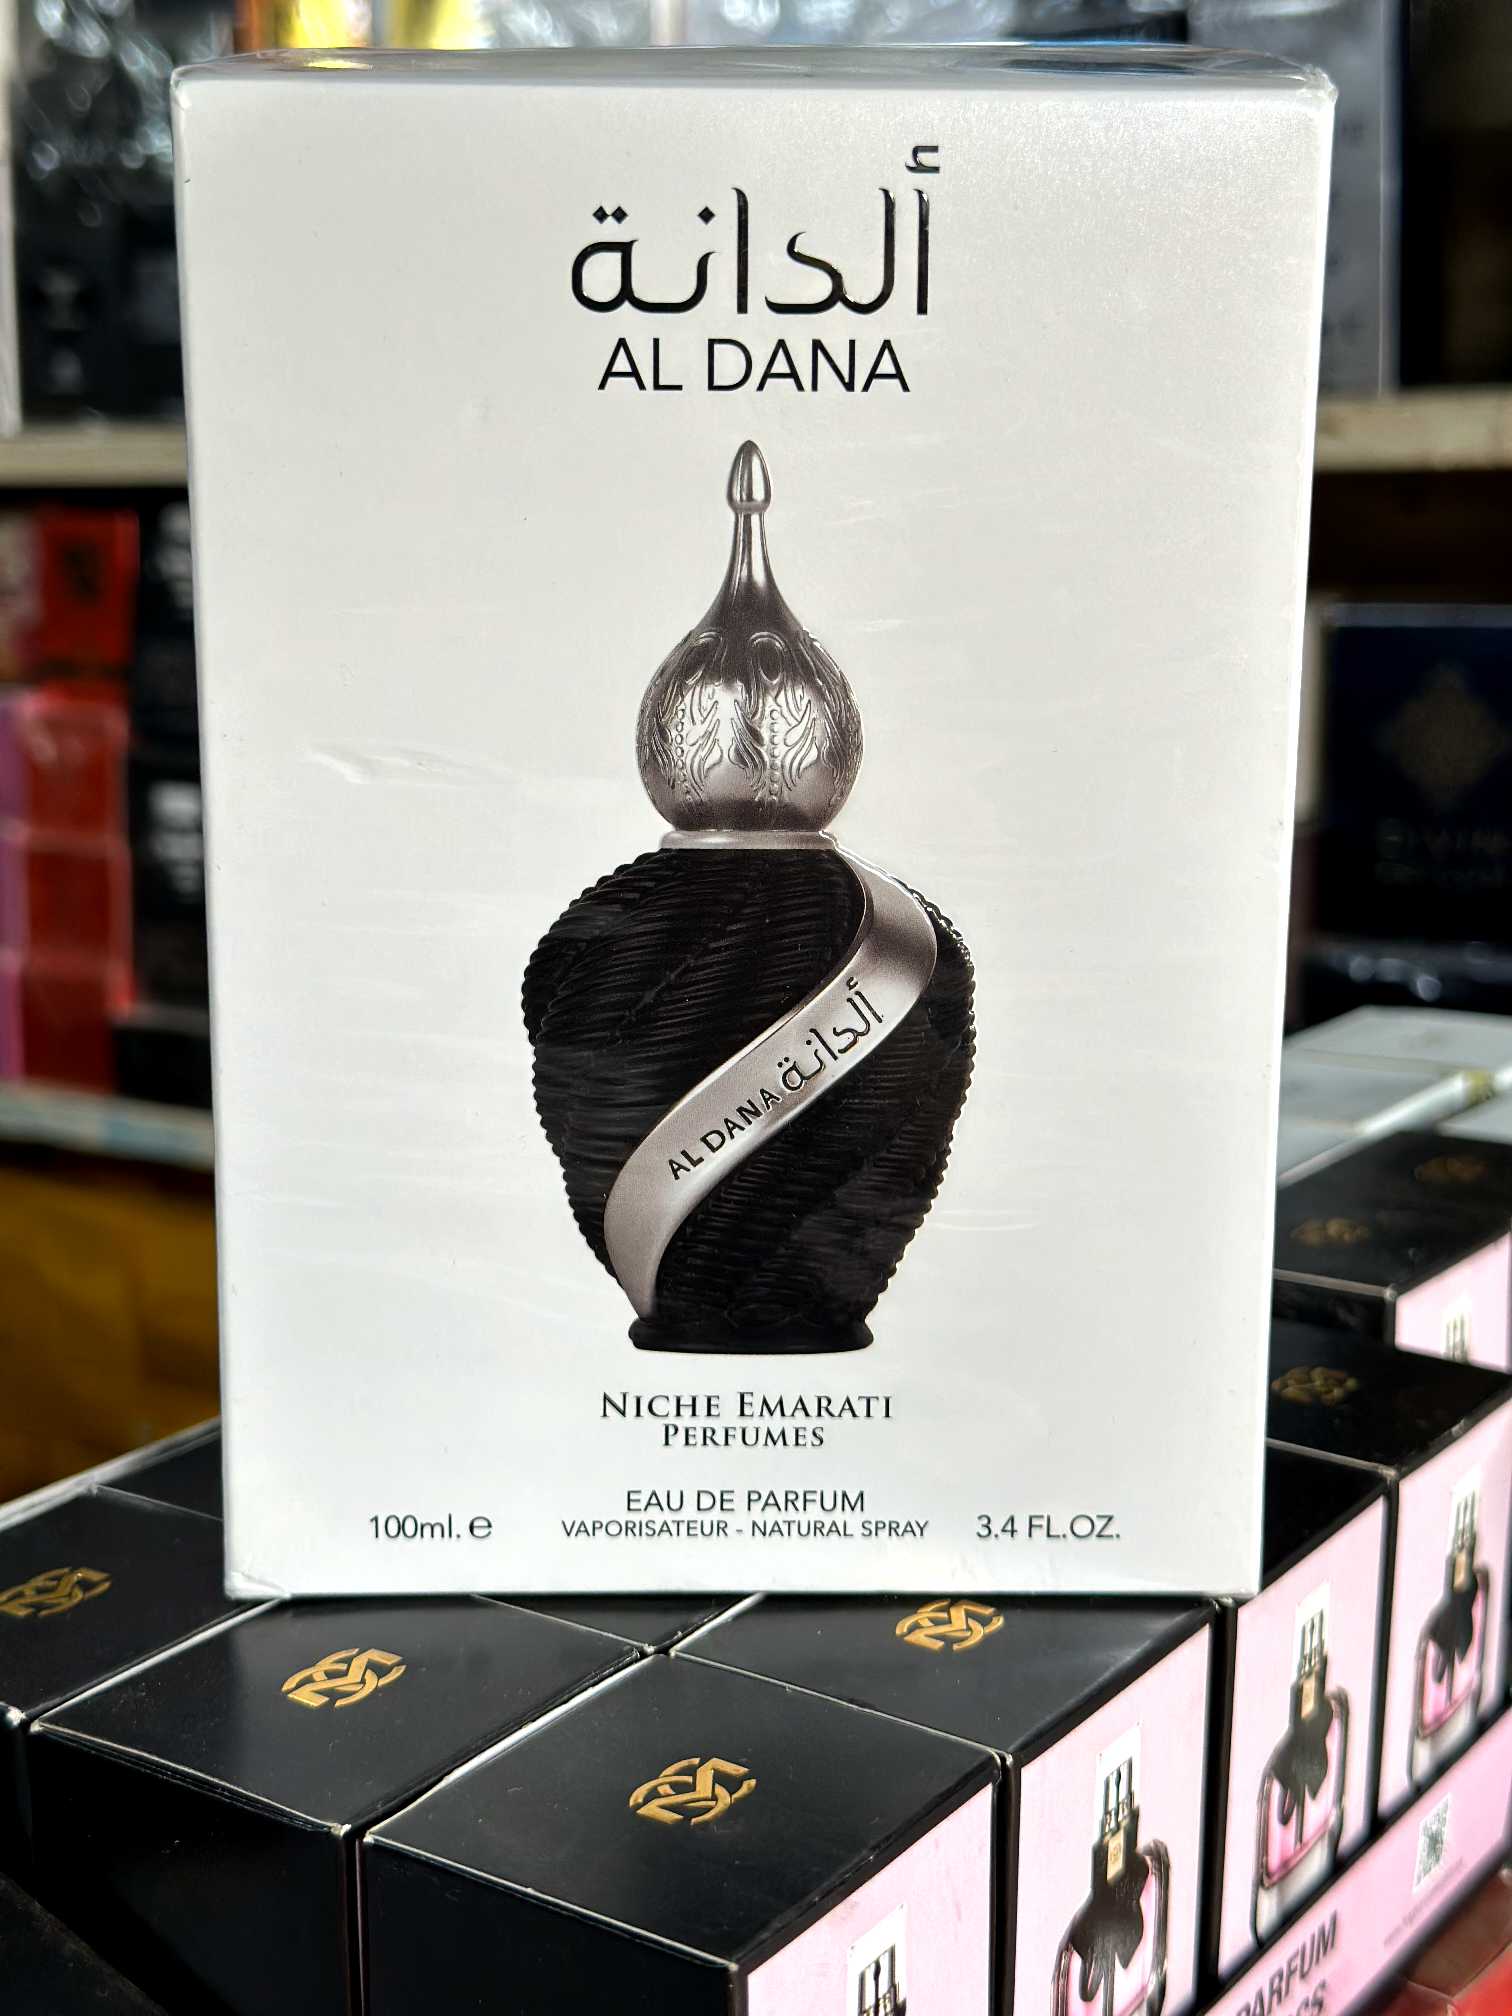 ألدانة
AL DANA
AL DANA ألدانة
NICHE EMARATI
PERFUMES
EAU DE PARFUM
100ml. e VAPORISATEUR - NATURAL SPRAY 3.4 FL.OZ.